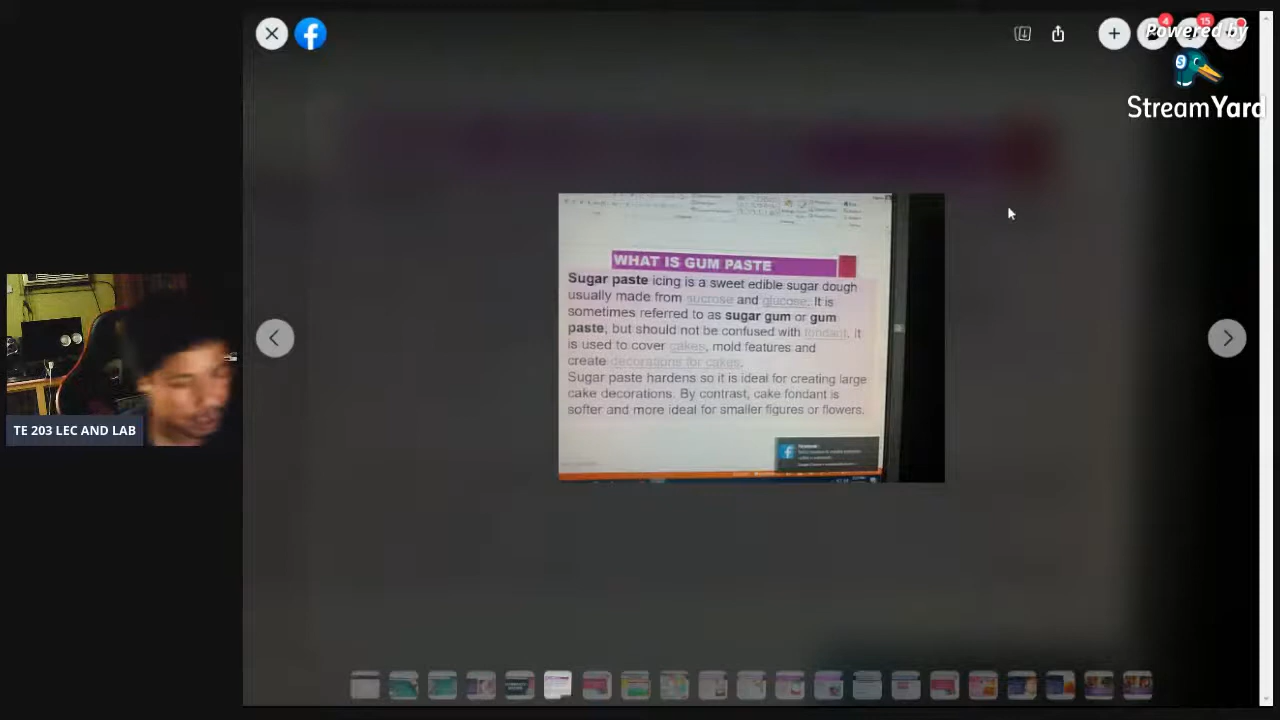 4
15
Powered by
S
StreamYard
WHAT IS GUM PASTE
Sugar paste icing is a sweet edible sugar dough
usually made from sucrose and glucose. It is
sometimes referred to as sugar gum or gum
paste, but should not be confused with fondant. It
is used to cover cakes, mold features and
create decorations for cakes.
Sugar paste hardens so it is ideal for creating large
cake decorations. By contrast, cake fondant is
softer and more ideal for smaller figures or flowers.
TE 203 LEC AND LAB